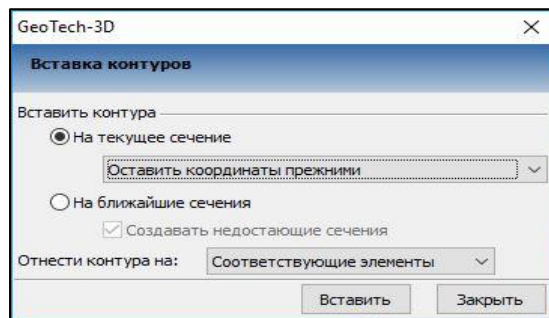 GeoTech-3D
Вставка контуров
Вставить контура
На текущее сечение
Оставить координаты прежними
На ближайшие сечения
Создавать недостающие сечения
Отнести контура на: Соответствующие элементы
Вставить Закрыть